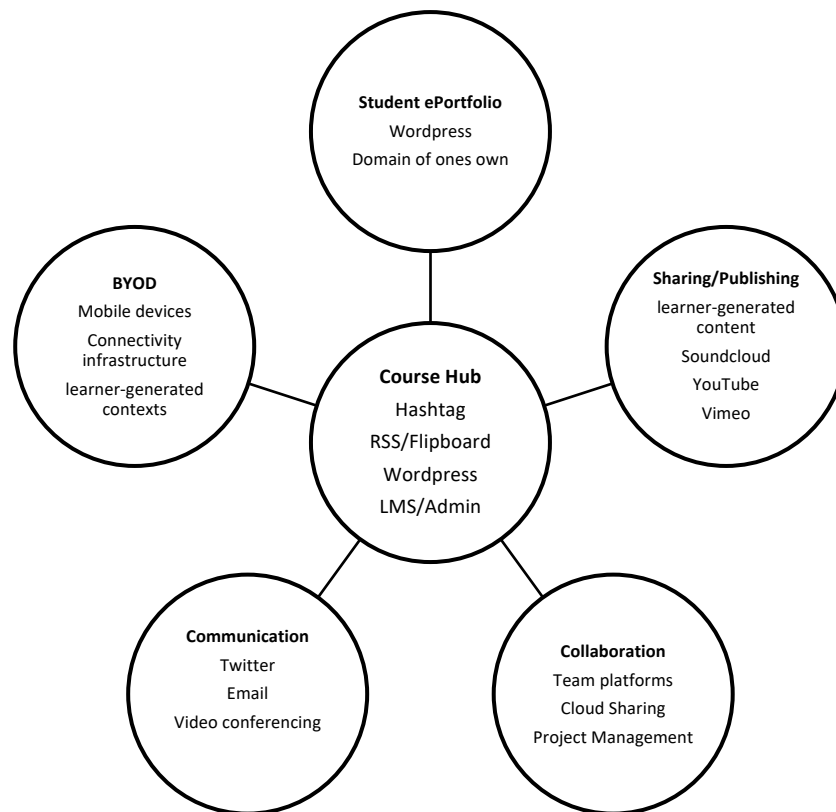 Student ePortfolio
Wordpress
Domain of ones own
BYOD
Mobile devices
Connectivity
infrastructure
learner-generated
contexts
Sharing/Publishing
learner-generated
content
Soundcloud
YouTube
Vimeo
Course Hub
Hashtag
RSS/Flipboard
Wordpress
LMS/Admin
Communication
Twitter
Email
Video conferencing
Collaboration
Team platforms
Cloud Sharing
Project Management